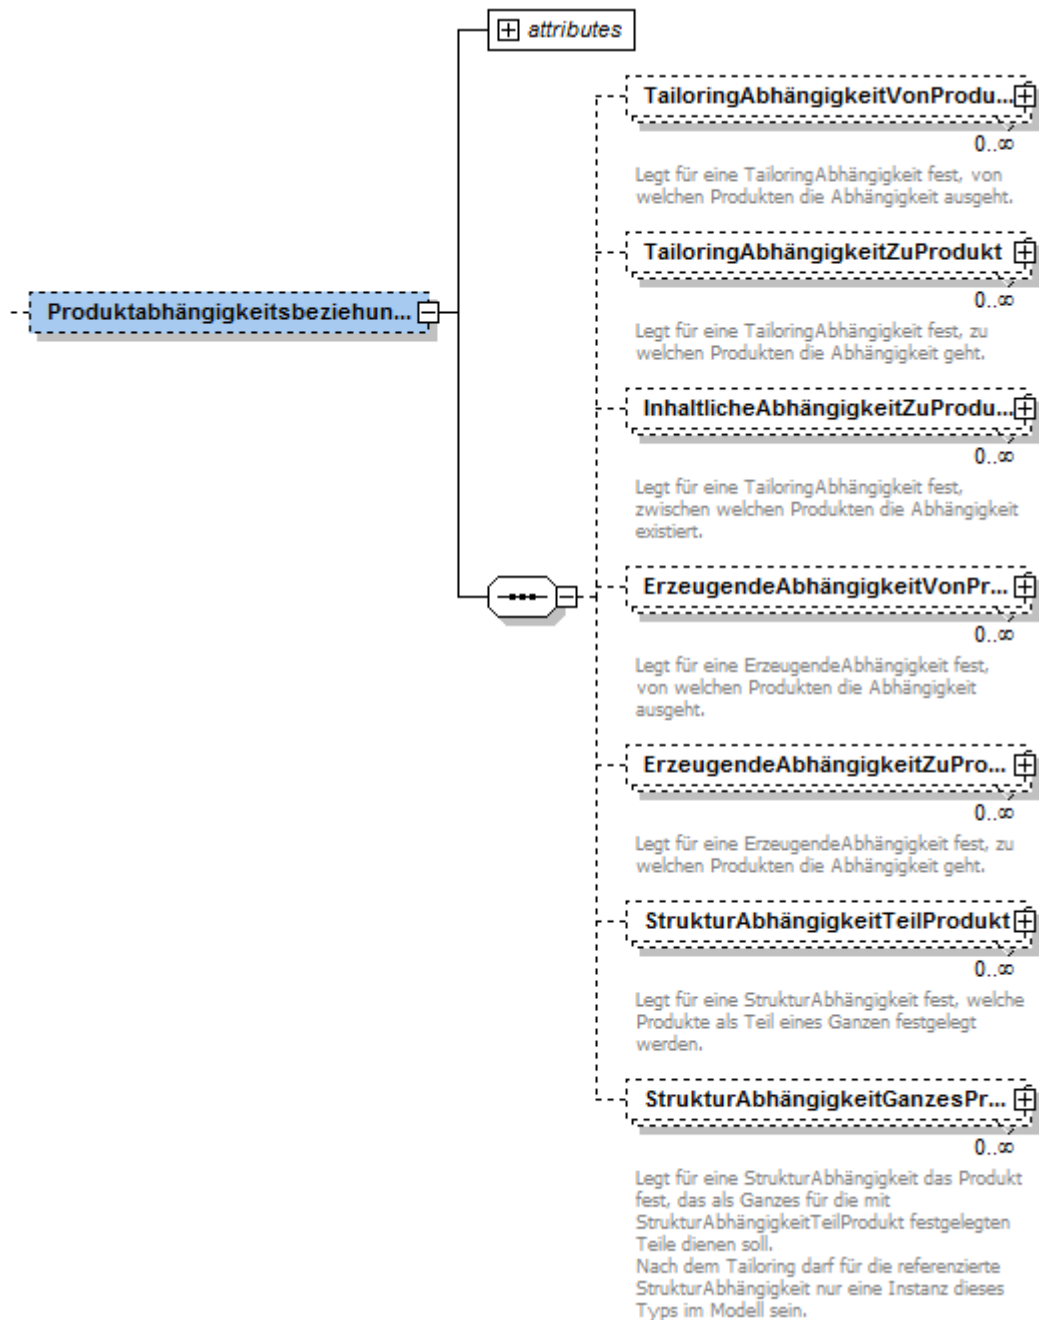 attributes
TailoringAbhängigkeitVonProdu...
0..∞
Legt für eine TailoringAbhängigkeit fest, von
welchen Produkten die Abhängigkeit ausgeht.
TailoringAbhängigkeitZuProdukt
0..∞
Legt für eine TailoringAbhängigkeit fest, zu
welchen Produkten die Abhängigkeit geht.
Produktabhängigkeitsbeziehun...
InhaltlicheAbhängigkeitZuProdu...
0..∞
Legt für eine TailoringAbhängigkeit fest,
zwischen welchen Produkten die Abhängigkeit
existiert.
ErzeugendeAbhängigkeitVonPr...
0..∞
Legt für eine ErzeugendeAbhängigkeit fest,
von welchen Produkten die Abhängigkeit
ausgeht.
ErzeugendeAbhängigkeitZuPro...
0..∞
Legt für eine ErzeugendeAbhängigkeit fest, zu
welchen Produkten die Abhängigkeit geht.
StrukturAbhängigkeitTeilProdukt
0..∞
Legt für eine StrukturAbhängigkeit fest, welche
Produkte als Teil eines Ganzen festgelegt
werden.
StrukturAbhängigkeitGanzesPr...
0..∞
Legt für eine StrukturAbhängigkeit das Produkt
fest, das als Ganzes für die mit
StrukturAbhängigkeitTeilProdukt festgelegten
Teile dienen soll.
Nach dem Tailoring darf für die referenzierte
StrukturAbhängigkeit nur eine Instanz dieses
Typs im Modell sein.